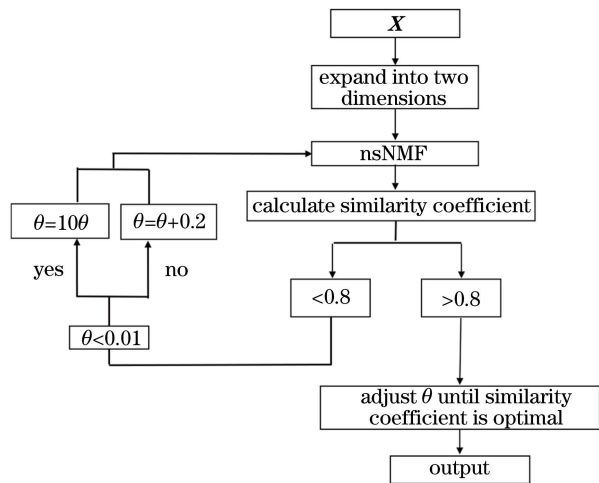 X
expand into two
dimensions
nsNMF
calculate similarity coefficient
θ=10θ
θ=θ+0.2
yes
no
<0.8
>0.8
θ<0.01
adjust θ until similarity
coefficient is optimal
output